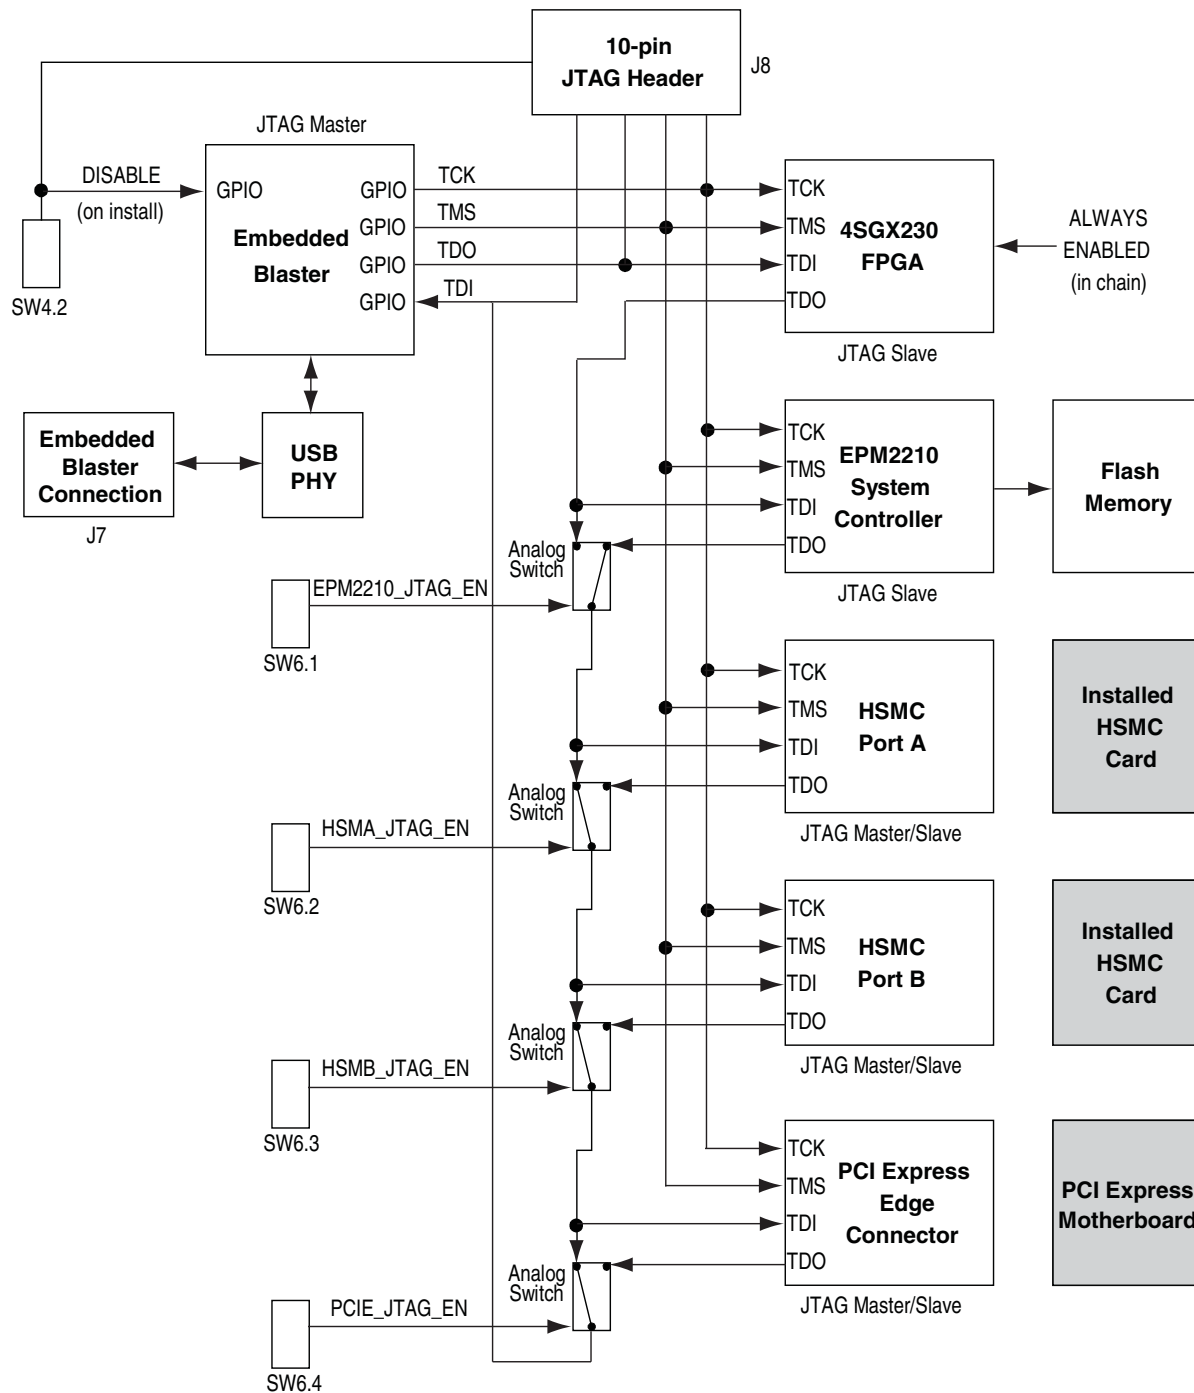 10-pin
JTAG Header
J8
JTAG Master
DISABLE
(on install)
GPIO
Embedded
Blaster
GPIO
GPIO
GPIO
GPIO
TCK
TMS
TDO
TDI
SW4.2
TCK
TMS
TDI
TDO
4SGX230
FPGA
JTAG Slave
ALWAYS
ENABLED
(in chain)
Embedded
Blaster
Connection
J7
USB
PHY
TCK
TMS
TDI
TDO
EPM2210
System
Controller
JTAG Slave
Flash
Memory
Analog
Switch
EPM2210_JTAG_EN
SW6.1
TCK
TMS
TDI
TDO
HSMC
Port A
JTAG Master/Slave
Installed
HSMC
Card
Analog
Switch
HSMA_JTAG_EN
SW6.2
TCK
TMS
TDI
TDO
HSMC
Port B
JTAG Master/Slave
Installed
HSMC
Card
Analog
Switch
HSMB_JTAG_EN
SW6.3
TCK
TMS
TDI
TDO
PCI Express
Edge
Connector
JTAG Master/Slave
PCI Express
Motherboard
Analog
Switch
PCIE_JTAG_EN
SW6.4